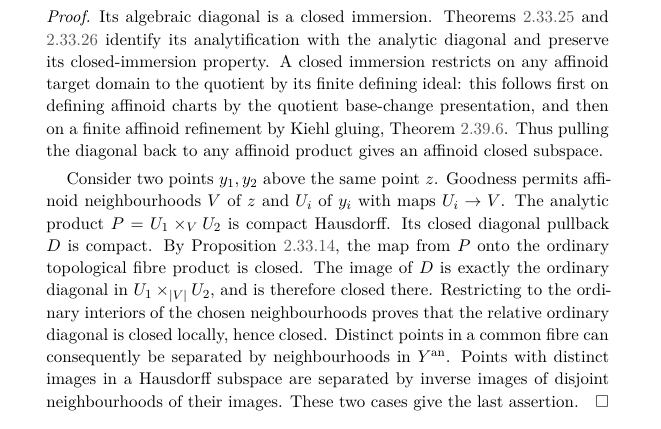 Proof. Its algebraic diagonal is a closed immersion. Theorems 2.33.25 and
2.33.26 identify its analytification with the analytic diagonal and preserve
its closed-immersion property. A closed immersion restricts on any affinoid
target domain to the quotient by its finite defining ideal: this follows first on
defining affinoid charts by the quotient base-change presentation, and then
on a finite affinoid refinement by Kiehl gluing, Theorem 2.39.6. Thus pulling
the diagonal back to any affinoid product gives an affinoid closed subspace.
Consider two points y₁, y₂ above the same point z. Goodness permits affi-
noid neighbourhoods V of z and Uᵢ of yᵢ with maps Uᵢ → V. The analytic
product P = U₁ ×_V U₂ is compact Hausdorff. Its closed diagonal pullback
D is compact. By Proposition 2.33.14, the map from P onto the ordinary
topological fibre product is closed. The image of D is exactly the ordinary
diagonal in U₁ ×_|V| U₂, and is therefore closed there. Restricting to the ordi-
nary interiors of the chosen neighbourhoods proves that the relative ordinary
diagonal is closed locally, hence closed. Distinct points in a common fibre can
consequently be separated by neighbourhoods in Y^an. Points with distinct
images in a Hausdorff subspace are separated by inverse images of disjoint
neighbourhoods of their images. These two cases give the last assertion. □